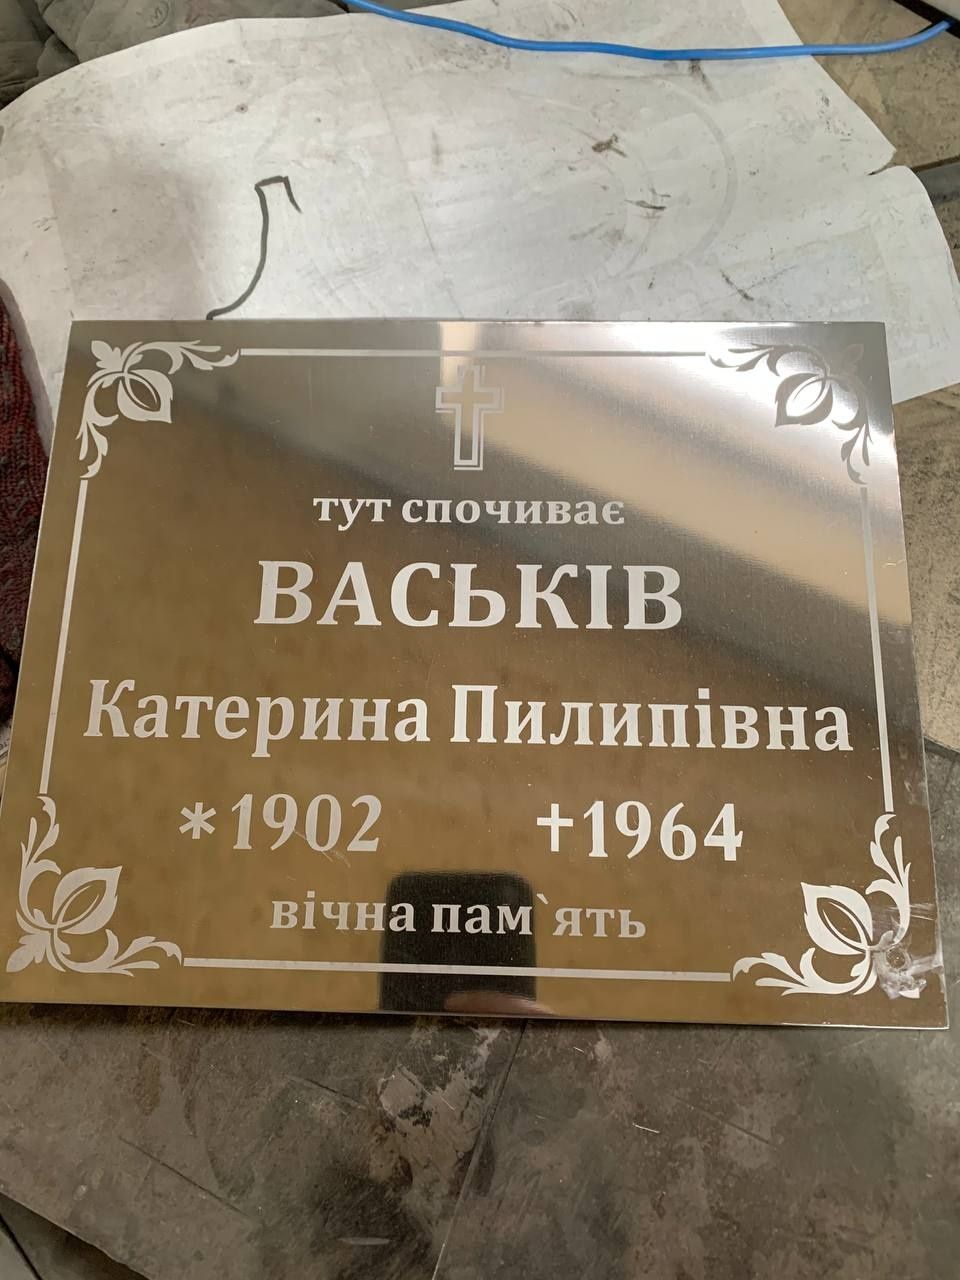 тут спочиває
ВАСЬКІВ
Катерина Пилипівна
*1902 †1964
вічна пам`ять